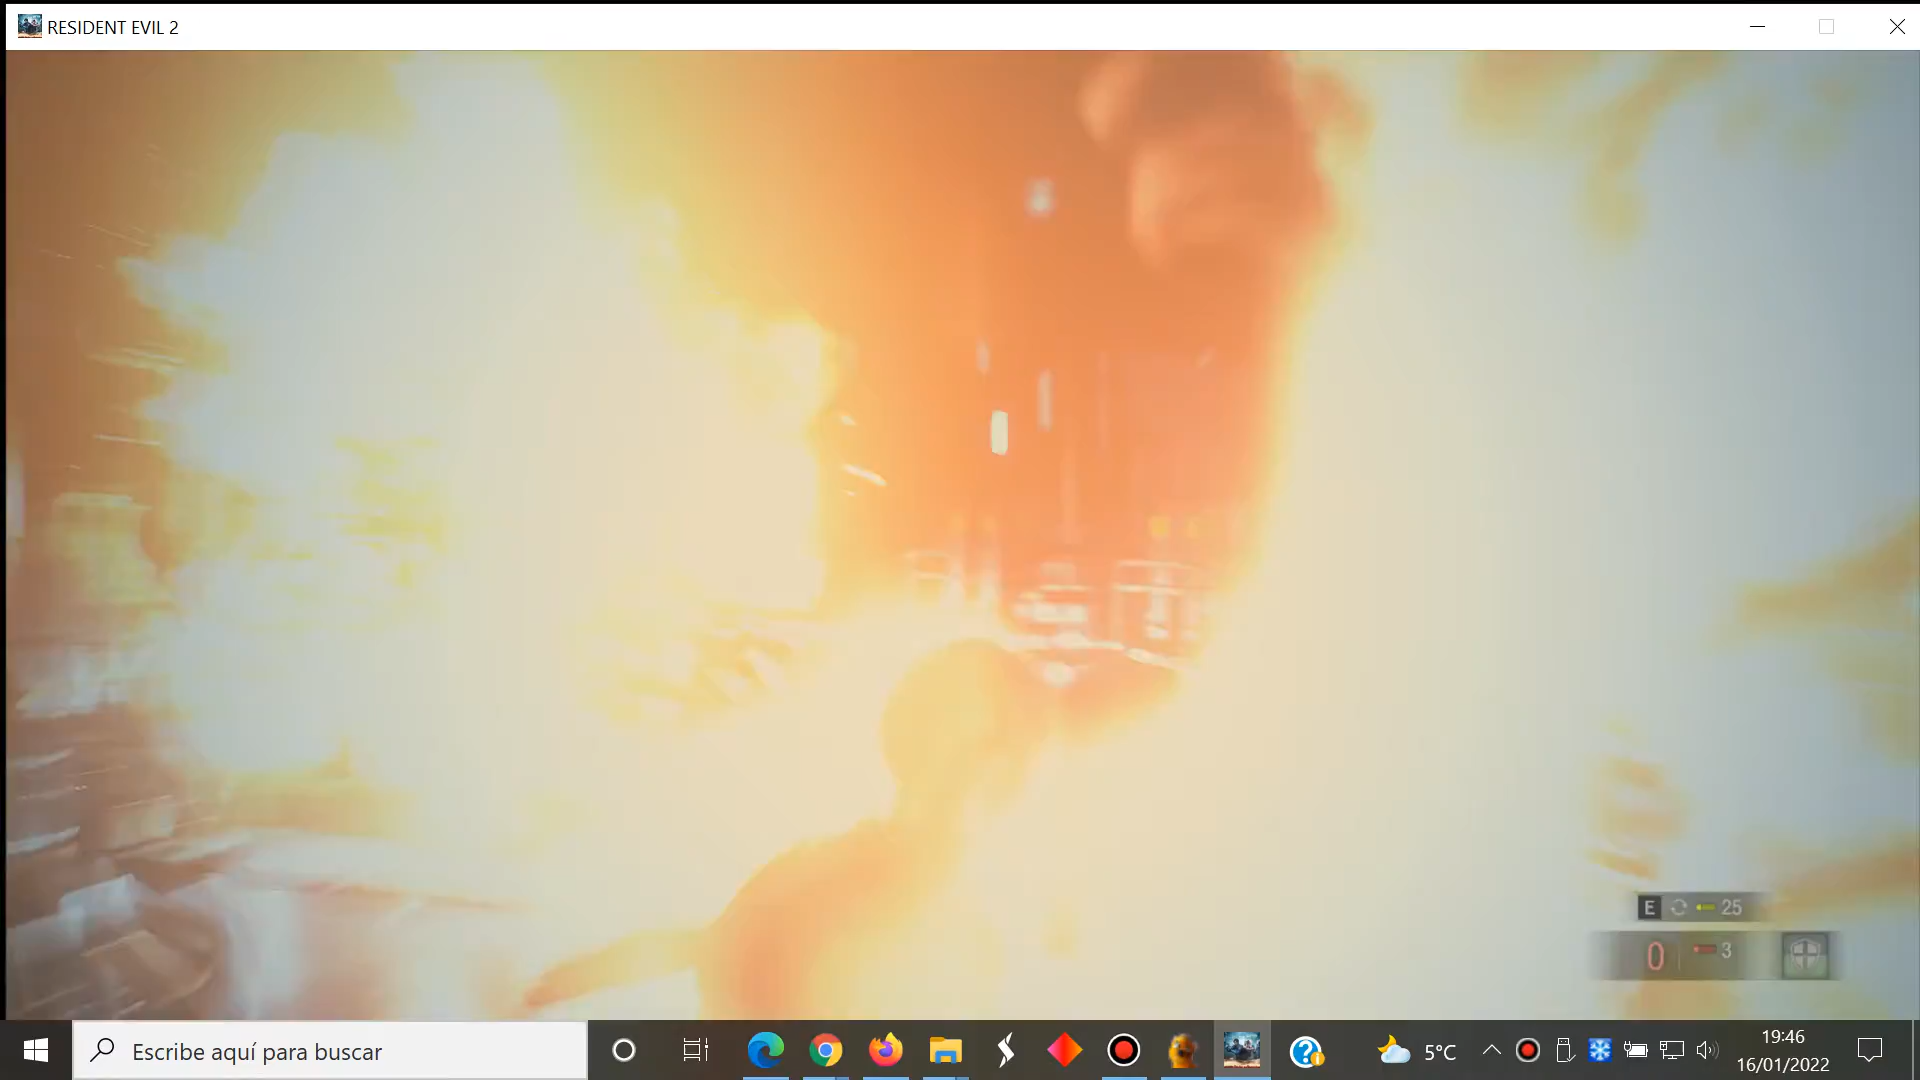 RESIDENT EVIL 2
E 25
0 3
Escribe aquí para buscar
5°C
19:46
16/01/2022